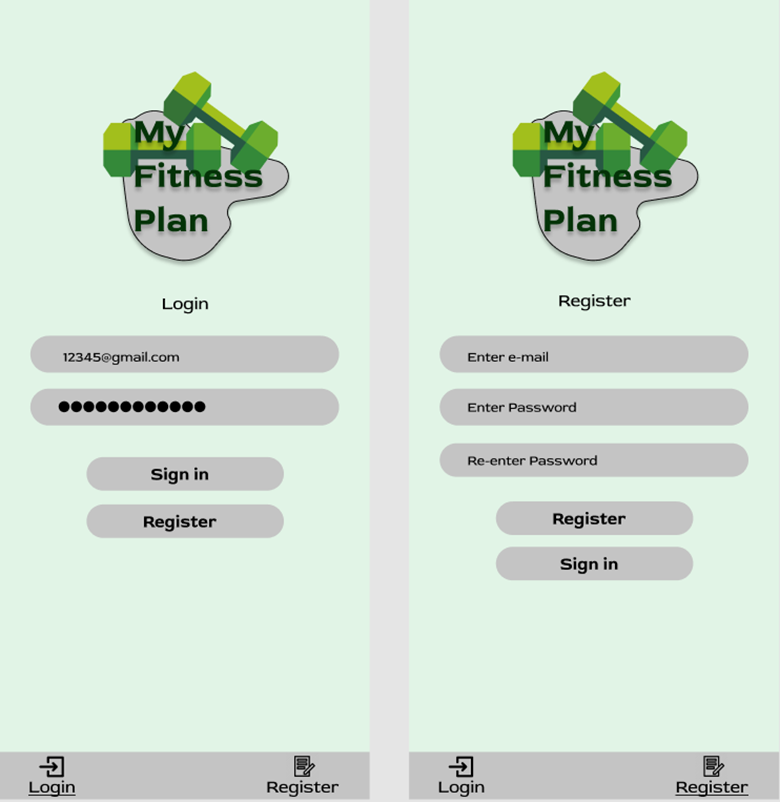 My
Fitness
Plan
Login
12345@gmail.com
●●●●●●●●●●●●
Sign in
Register
Login
Register
My
Fitness
Plan
Register
Enter e-mail
Enter Password
Re-enter Password
Register
Sign in
Login
Register